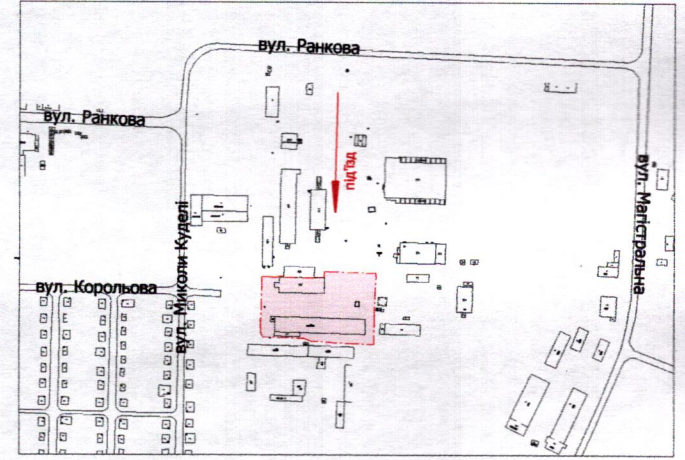 вул. Ранкова
вул. Ранкова
під'їзд
вул. Магістральна
вул. Миколи Куделі
вул. Корольова